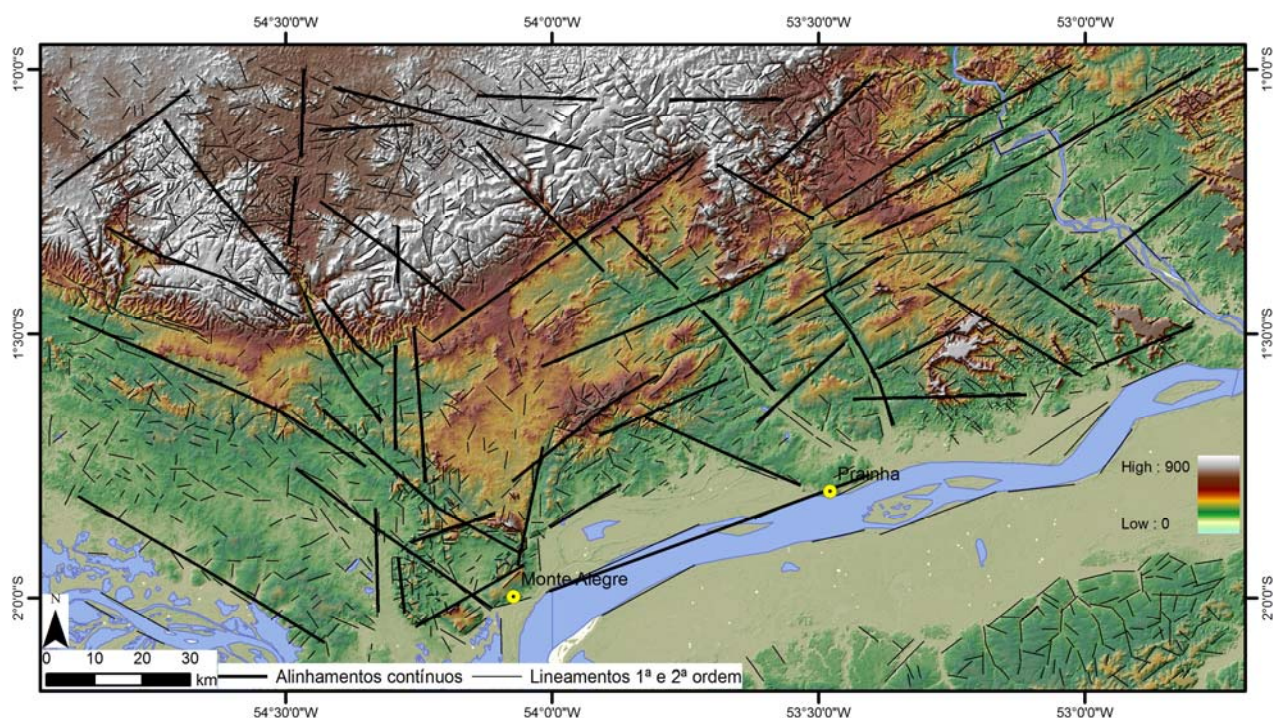 54°30'0"W 54°0'0"W 53°30'0"W 53°0'0"W
1°0'0"S 1°0'0"S
1°30'0"S 1°30'0"S
High : 900
Prainha
Low : 0
Monte Alegre
2°0'0"S 2°0'0"S
N
0 10 20 30
km Alinhamentos contínuos Lineamentos 1ª e 2ª ordem
54°30'0"W 54°0'0"W 53°30'0"W 53°0'0"W